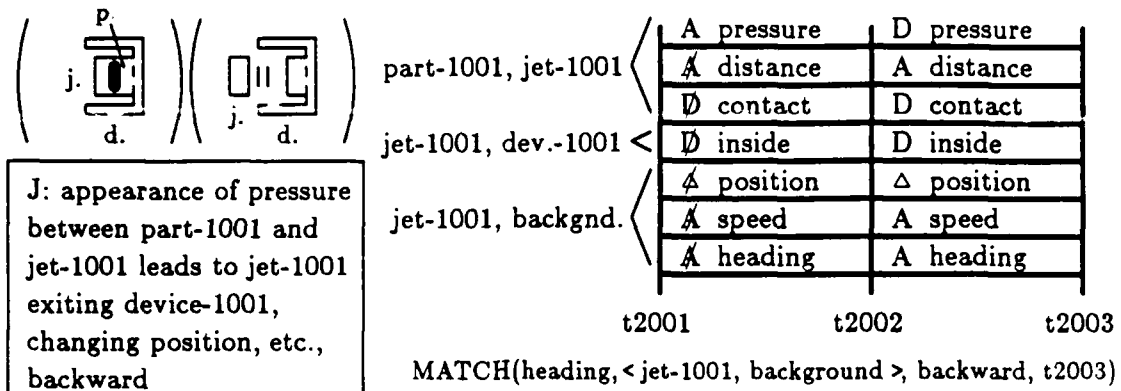 p.
j.
d.
j.
d.
J: appearance of pressure
between part-1001 and
jet-1001 leads to jet-1001
exiting device-1001,
changing position, etc.,
backward
part-1001, jet-1001
A pressure D pressure
A̸ distance A distance
D̸ contact D contact
jet-1001, dev.-1001 <
D̸ inside D inside
jet-1001, backgnd.
△̸ position △ position
A̸ speed A speed
A̸ heading A heading
t2001 t2002 t2003
MATCH(heading, < jet-1001, background >, backward, t2003)